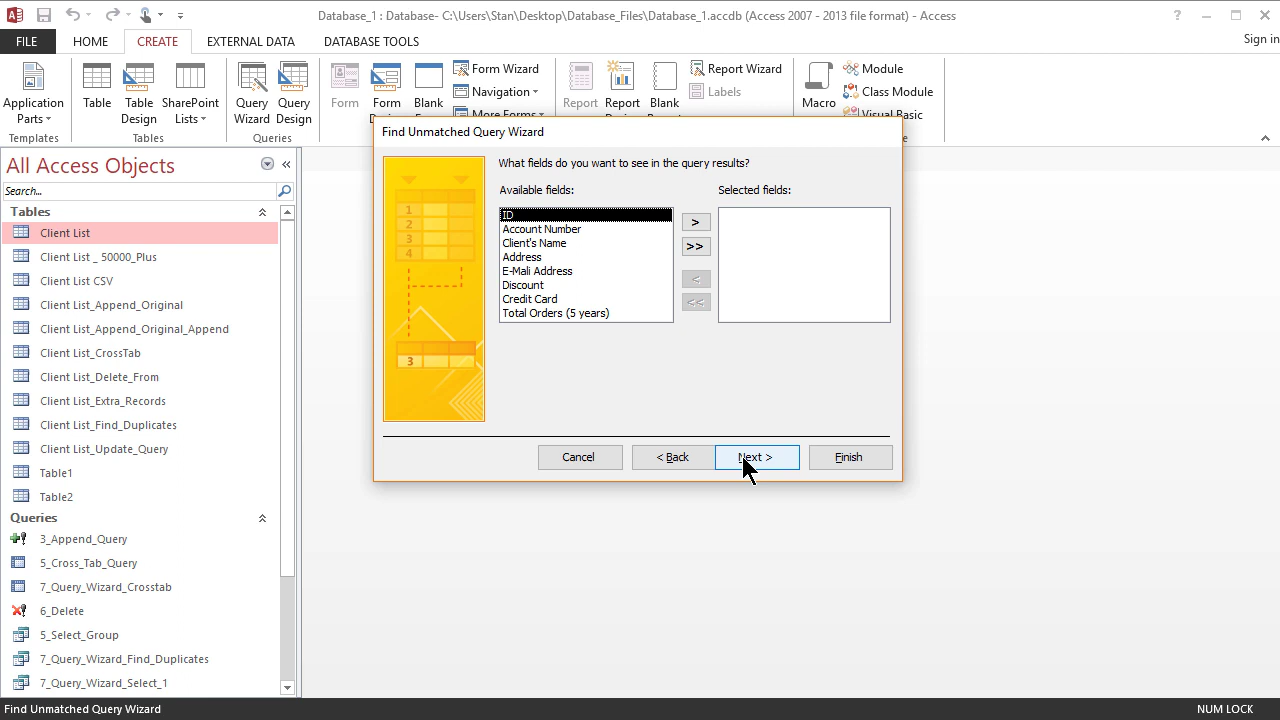 Database_1 : Database- C:\Users\Stan\Desktop\Database_Files\Database_1.accdb (Access 2007 - 2013 file format) - Access
FILE HOME CREATE EXTERNAL DATA DATABASE TOOLS Sign in
Application Parts
Table
Table Design
SharePoint Lists
Query Wizard
Query Design
Form
Form
Blank
Form Wizard
Navigation
More Forms
Report
Report
Blank
Report Wizard
Labels
Macro
Module
Class Module
Visual Basic
Templates Tables Queries
All Access Objects
Search...
Tables
Client List
Client List _ 50000_Plus
Client List CSV
Client List_Append_Original
Client List_Append_Original_Append
Client List_CrossTab
Client List_Delete_From
Client List_Extra_Records
Client List_Find_Duplicates
Client List_Update_Query
Table1
Table2
Queries
3_Append_Query
5_Cross_Tab_Query
7_Query_Wizard_Crosstab
6_Delete
5_Select_Group
7_Query_Wizard_Find_Duplicates
7_Query_Wizard_Select_1
Find Unmatched Query Wizard
What fields do you want to see in the query results?
Available fields: Selected fields:
ID
Account Number
Client's Name
Address
E-Mali Address
Discount
Credit Card
Total Orders (5 years)
>
>>
<
<<
1
2
3
4
3
Cancel < Back Next > Finish
Find Unmatched Query Wizard NUM LOCK